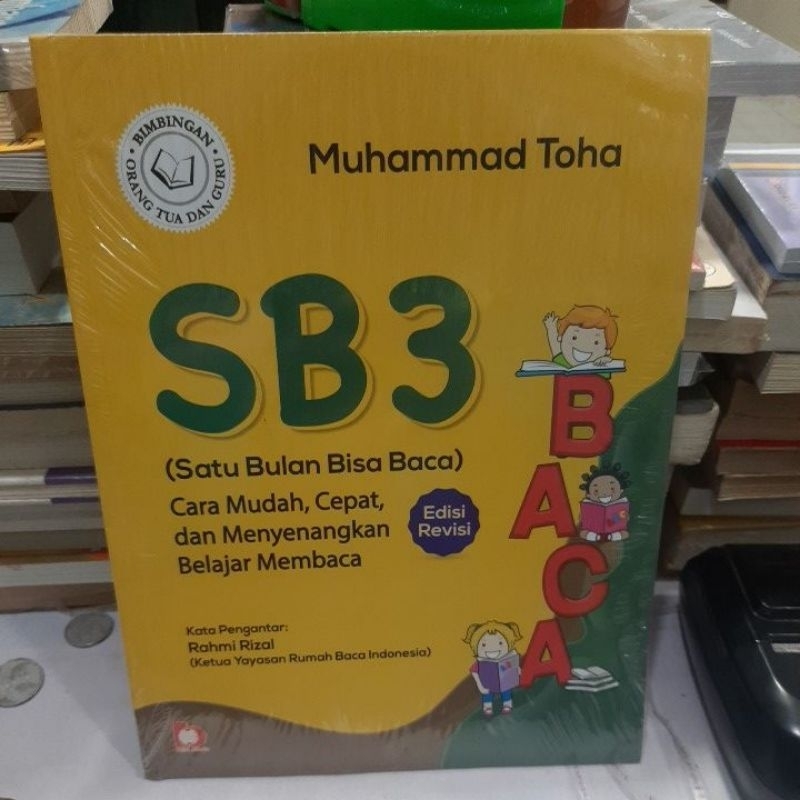 • BIMBINGAN •
ORANG TUA DAN GURU
Muhammad Toha
SB3
(Satu Bulan Bisa Baca)
Cara Mudah, Cepat,
dan Menyenangkan
Belajar Membaca
Edisi
Revisi
BACA
Kata Pengantar:
Rahmi Rizal
(Ketua Yayasan Rumah Baca Indonesia)